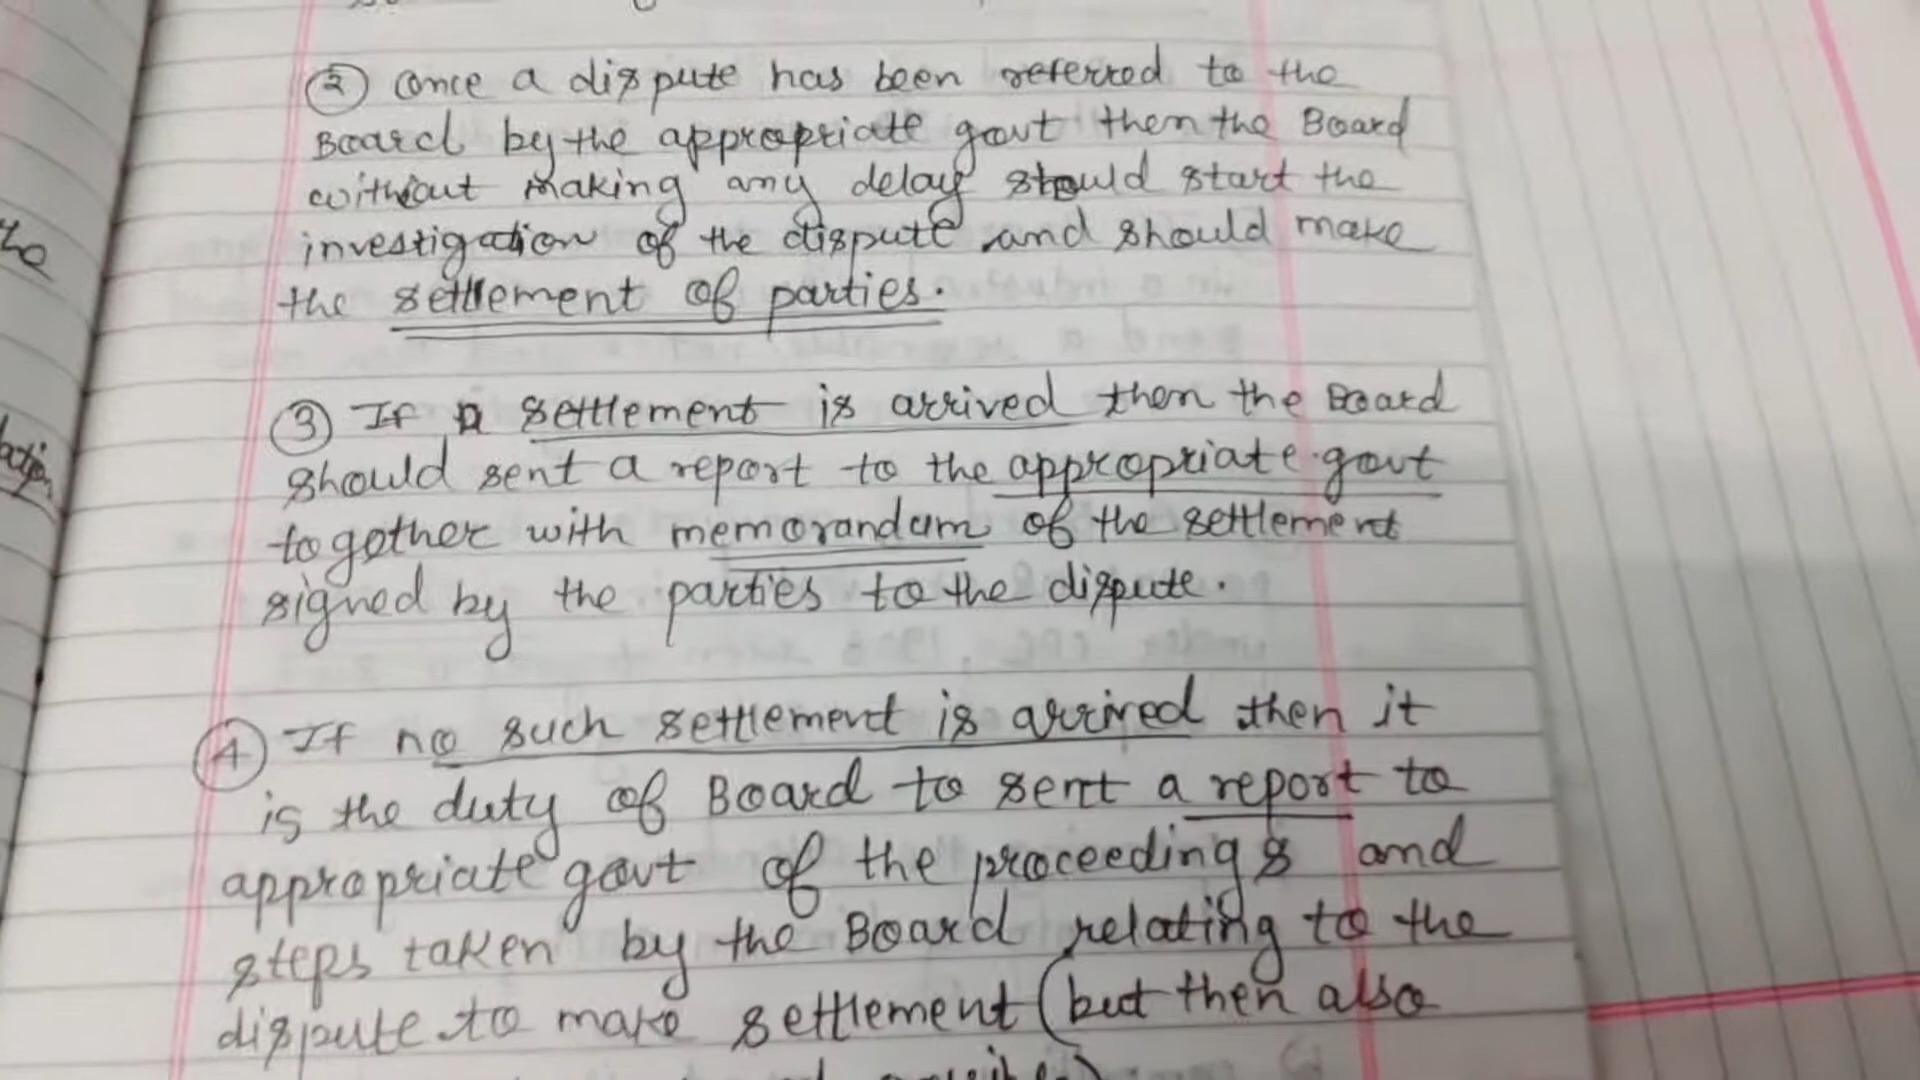 ② Once a dispute has been referred to the
Board by the appropriate govt then the Board
without making any delay should start the
investigation of the dispute and should make
the settlement of parties.
③ If a settlement is arrived then the Board
should sent a report to the appropriate govt
together with memorandum of the settlement
signed by the parties to the dispute.
④ If no such settlement is arrived then it
is the duty of Board to sent a report to
appropriate govt of the proceedings and
steps taken by the Board relating to the
dispute to make settlement (but then also
the